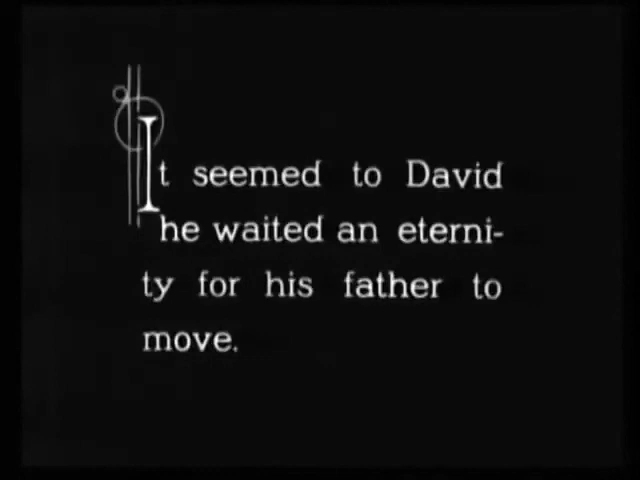 It seemed to David
he waited an eterni-
ty for his father to
move.